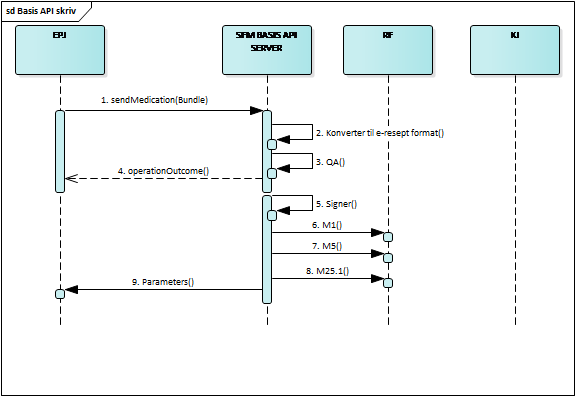 sd Basis API skriv
EPJ
SFM BASIS API
SERVER
RF
KJ
1. sendMedication(Bundle)
2. Konverter til e-resept format()
3. QA()
4. operationOutcome()
5. Signer()
6. M1()
7. M5()
8. M25.1()
9. Parameters()